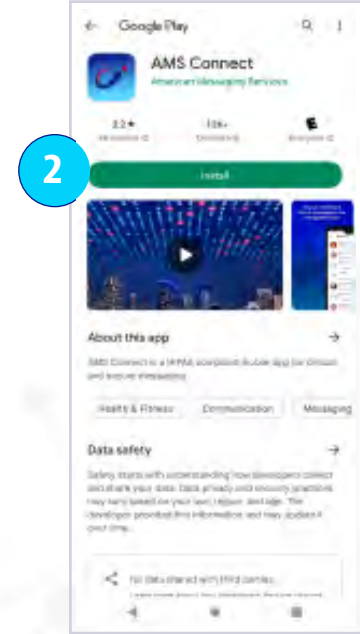 Google Play
AMS Connect
American Messaging Services
2
Install
About this app
AMS Connect is a HIPAA compliant mobile app for clinical
and secure messaging
Health & Fitness Communication Messaging
Data safety
Safety starts with understanding how developers collect
and share your data. Data privacy and security practices
may vary based on your use, region, and age. The
developer provided this information and may update it
over time.
No data shared with third parties